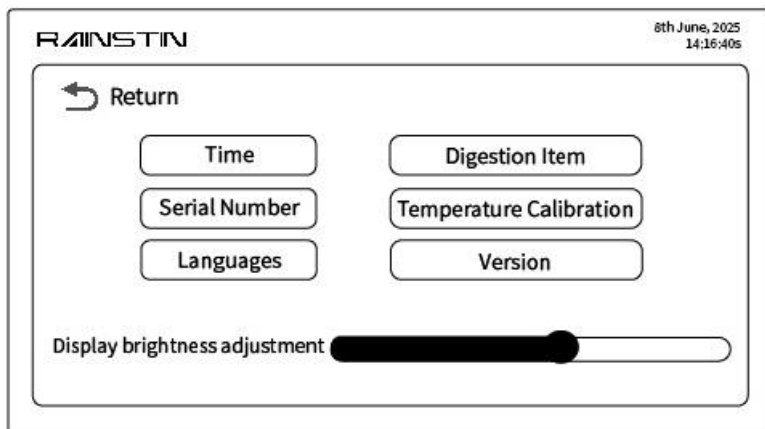 RAINSTIN
8th June, 2025
14:16:40s
Return
Time
Digestion Item
Serial Number
Temperature Calibration
Languages
Version
Display brightness adjustment